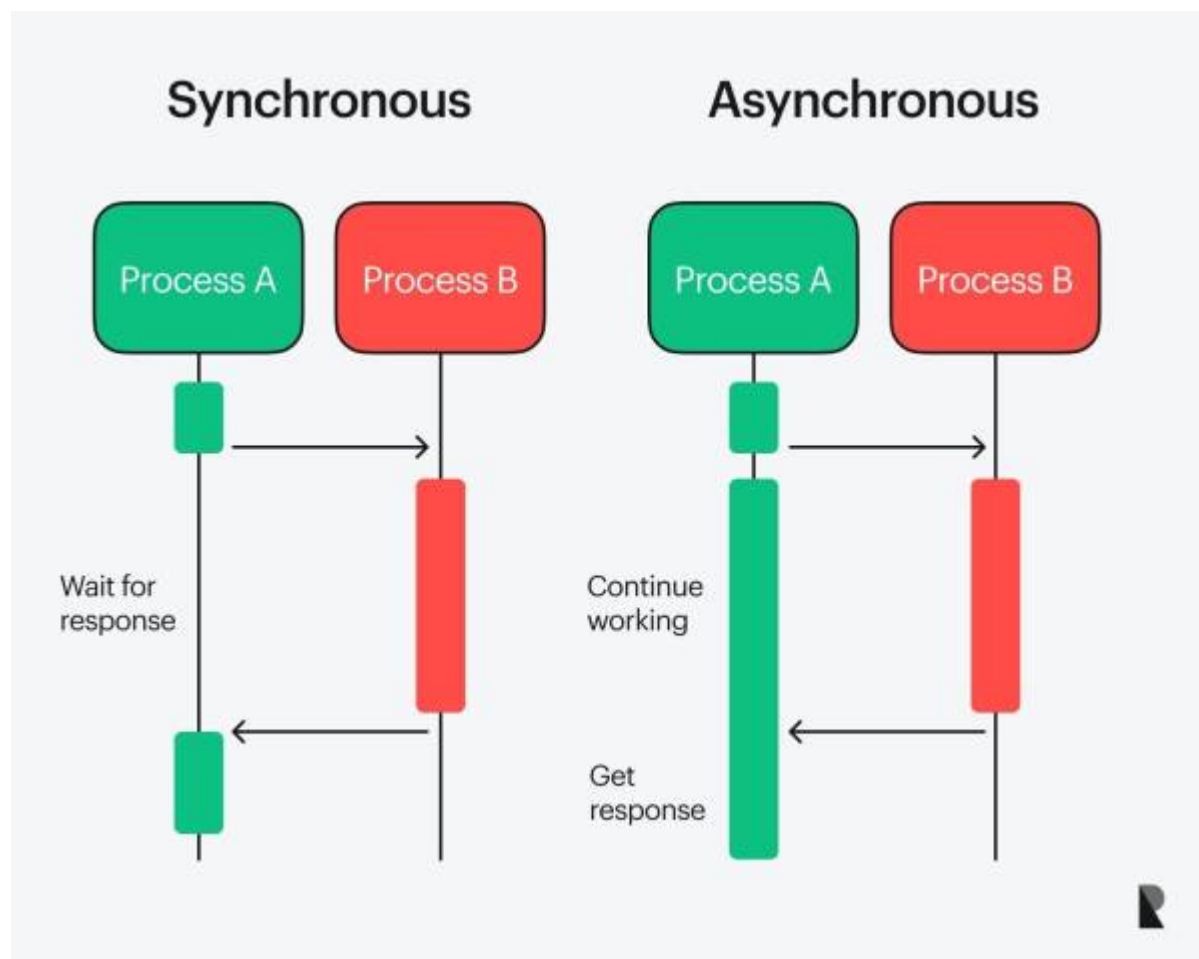 Synchronous
Asynchronous
Process A
Process B
Process A
Process B
Wait for
response
Continue
working
Get
response